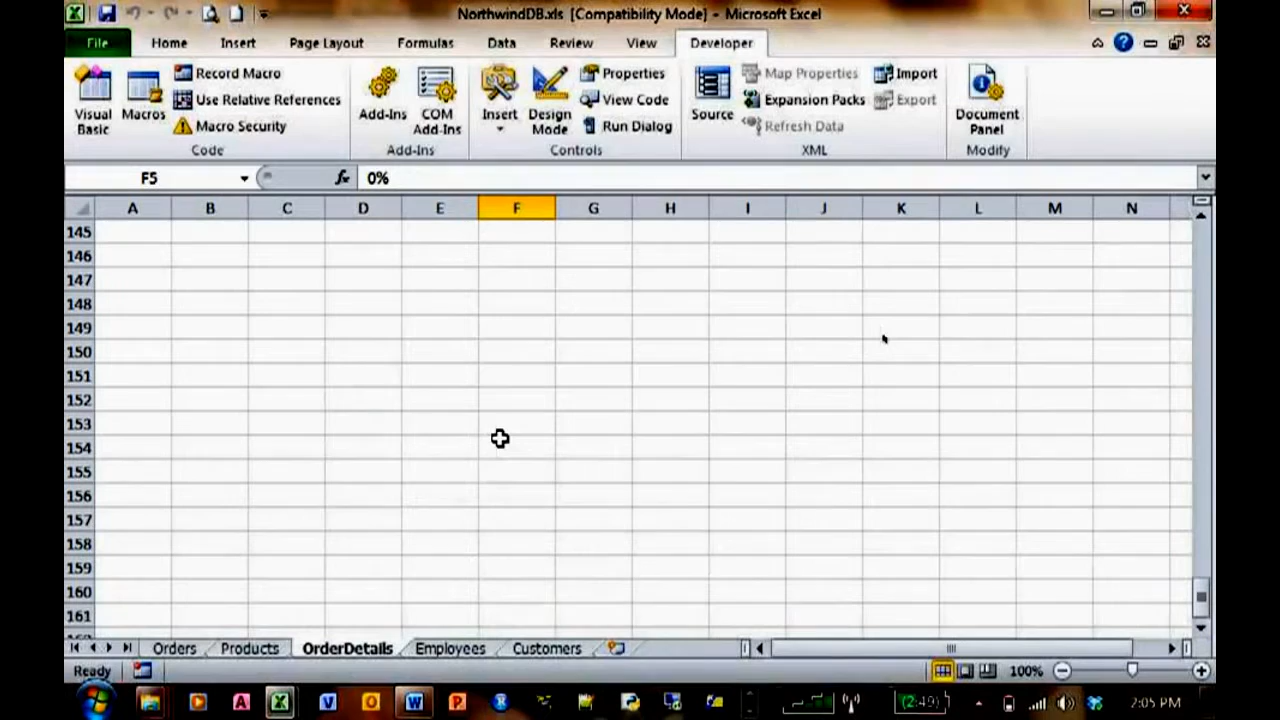 NorthwindDB.xls [Compatibility Mode] - Microsoft Excel
File Home Insert Page Layout Formulas Data Review View Developer
Visual Basic
Macros
Record Macro
Use Relative References
Macro Security
Code
Add-Ins
COM Add-Ins
Add-Ins
Insert
Design Mode
Properties
View Code
Run Dialog
Controls
Source
Map Properties
Expansion Packs
Refresh Data
Import
Export
XML
Document Panel
Modify
F5 fx 0%
A B C D E F G H I J K L M N
145
146
147
148
149
150
151
152
153
154
155
156
157
158
159
160
161
Orders Products OrderDetails Employees Customers
Ready 100%
(2:49) 2:05 PM